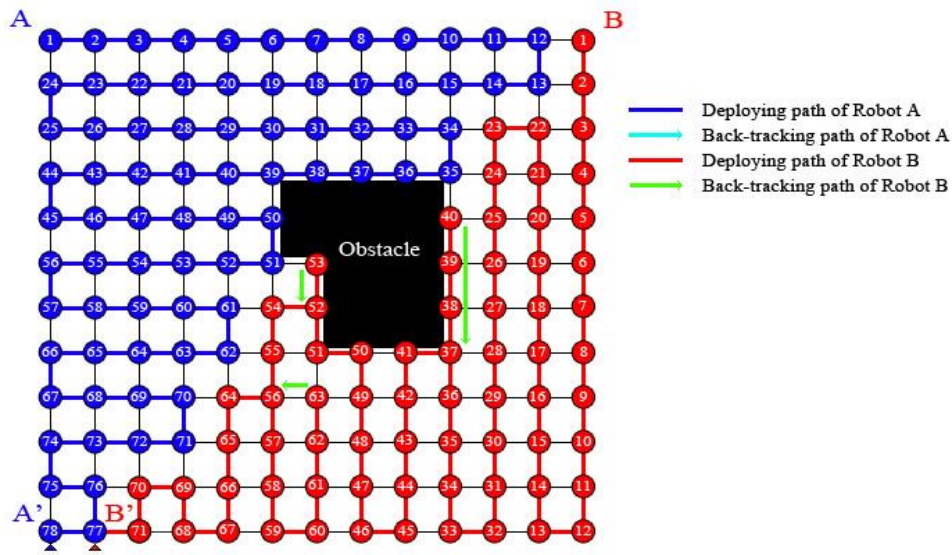 A B
1 2 3 4 5 6 7 8 9 10 11 12 1
24 23 22 21 20 19 18 17 16 15 14 13 2
25 26 27 28 29 30 31 32 33 34 23 22 3
44 43 42 41 40 39 38 37 36 35 24 21 4
45 46 47 48 49 50 40 25 20 5
Obstacle
56 55 54 53 52 51 53 39 26 19 6
57 58 59 60 61 54 52 38 27 18 7
66 65 64 63 62 55 51 50 41 37 28 17 8
67 68 69 70 64 56 63 49 42 36 29 16 9
74 73 72 71 65 57 62 48 43 35 30 15 10
75 76 70 69 66 58 61 47 44 34 31 14 11
A' B'
78 77 71 68 67 59 60 46 45 33 32 13 12
Deploying path of Robot A
Back-tracking path of Robot A
Deploying path of Robot B
Back-tracking path of Robot B